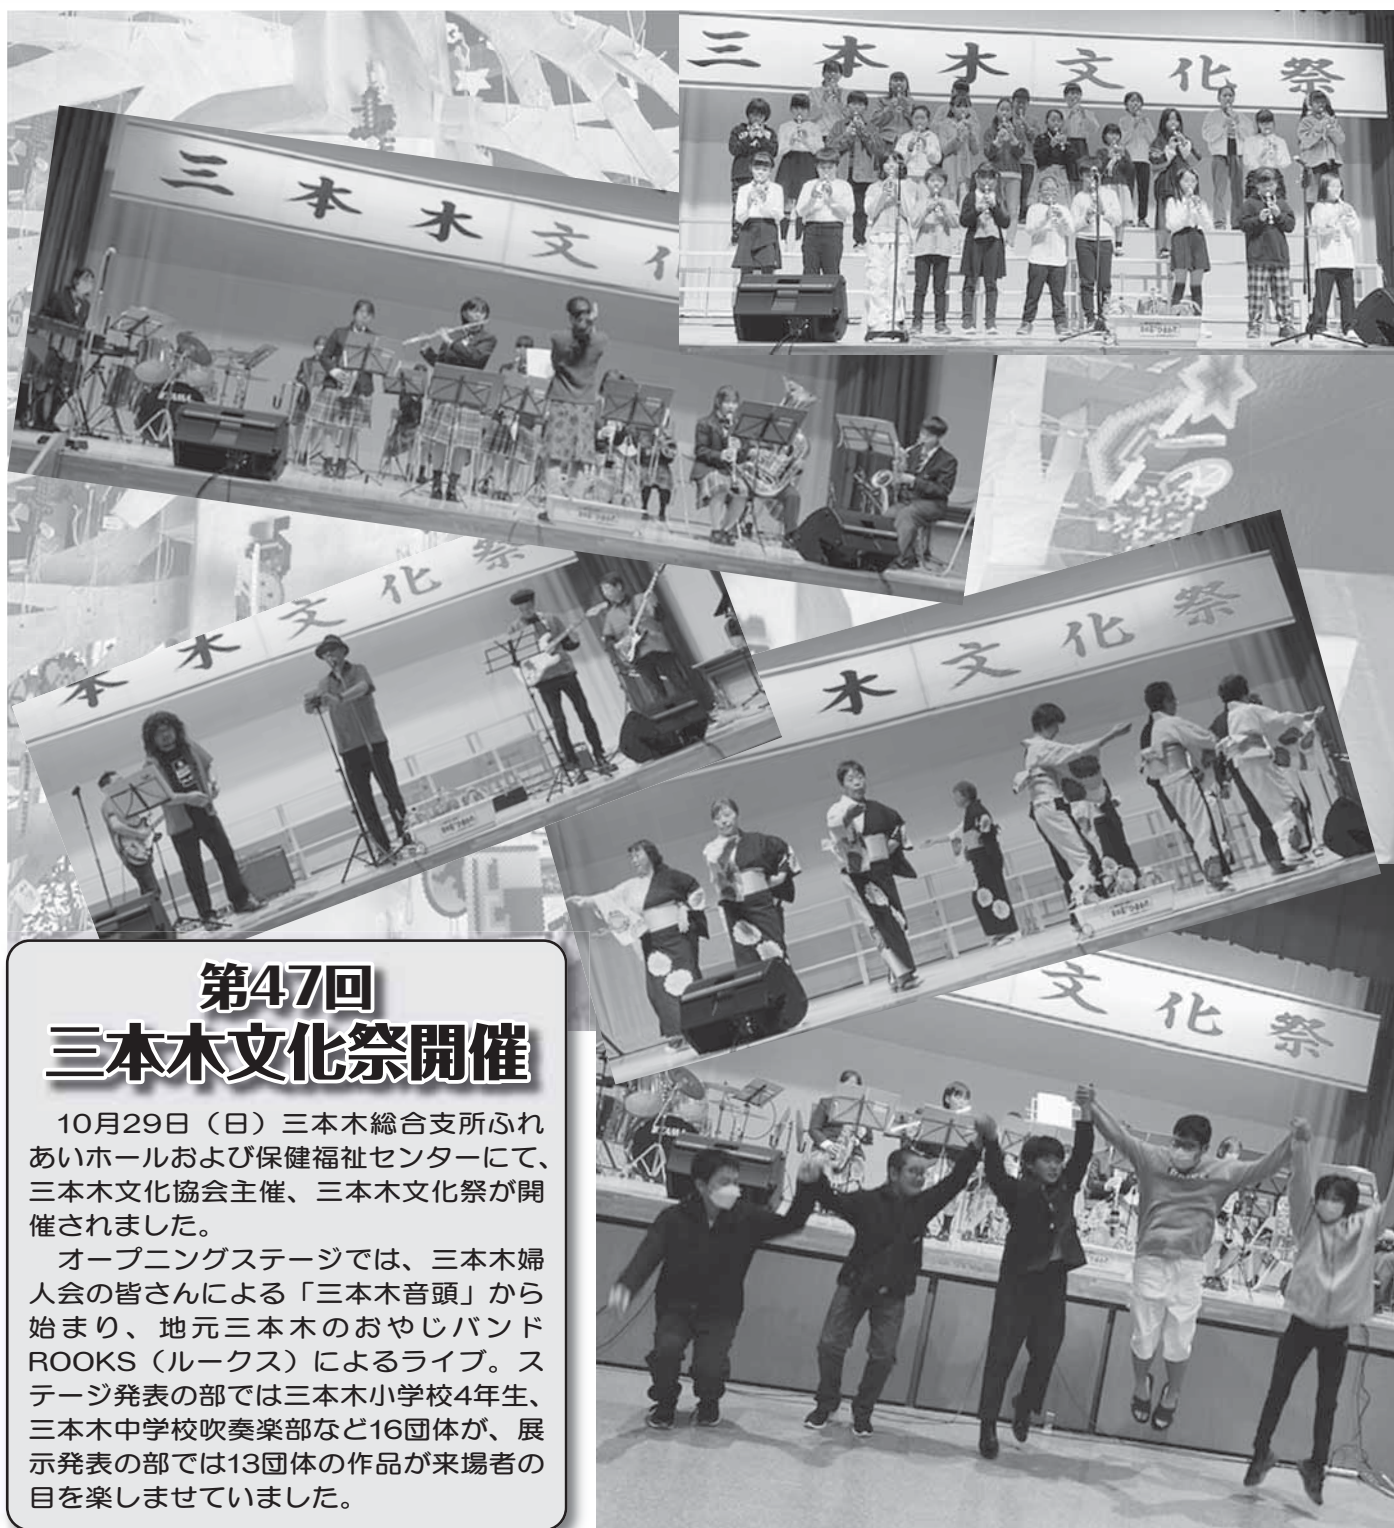 三本木文化祭
三本木文化
本木文化祭
木文化祭
文化祭
第47回
三本木文化祭開催
10月29日（日）三本木総合支所ふれ
あいホールおよび保健福祉センターにて、
三本木文化協会主催、三本木文化祭が開
催されました。
オープニングステージでは、三本木婦
人会の皆さんによる「三本木音頭」から
始まり、地元三本木のおやじバンド
ROOKS（ルークス）によるライブ。ス
テージ発表の部では三本木小学校4年生、
三本木中学校吹奏楽部など16団体が、展
示発表の部では13団体の作品が来場者の
目を楽しませていました。